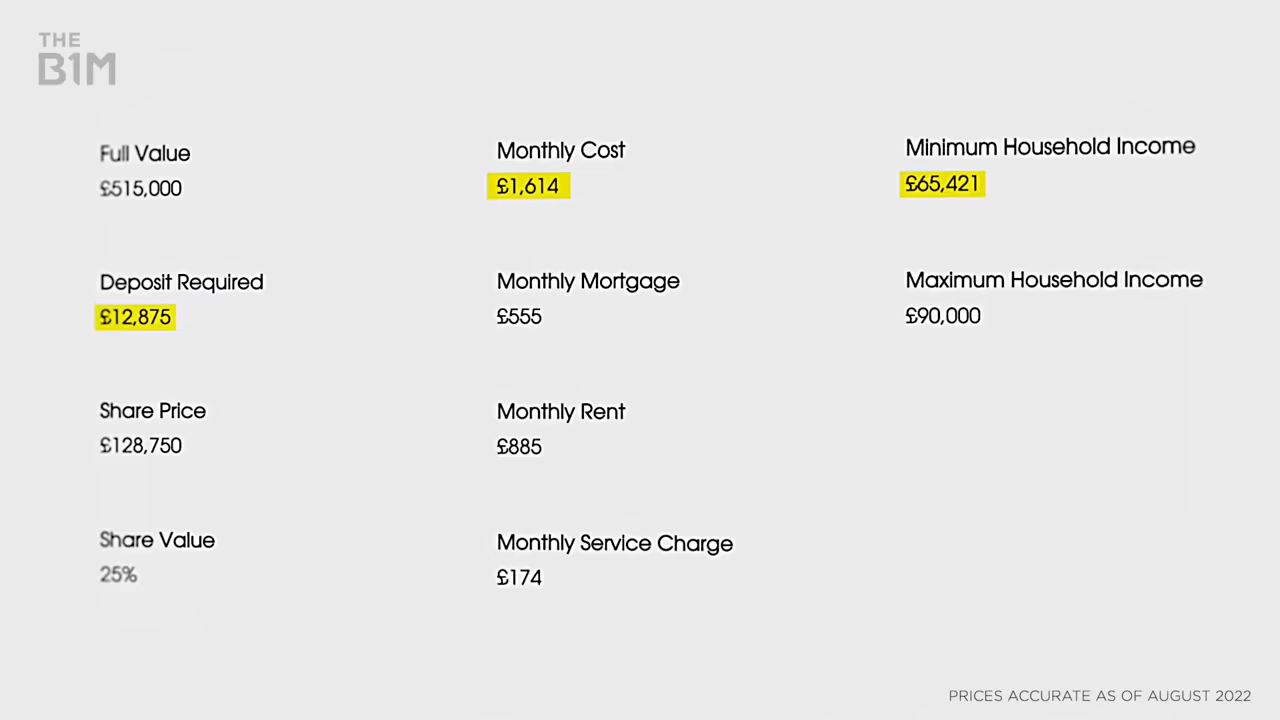 THE
B1M
Full Value
£515,000
Deposit Required
£12,875
Share Price
£128,750
Share Value
25%
Monthly Cost
£1,614
Monthly Mortgage
£555
Monthly Rent
£885
Monthly Service Charge
£174
Minimum Household Income
£65,421
Maximum Household Income
£90,000
PRICES ACCURATE AS OF AUGUST 2022